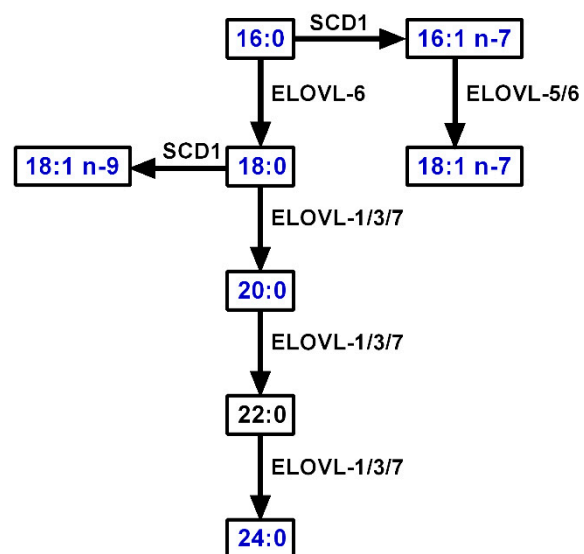 16:0
SCD1
16:1 n-7
ELOVL-6
ELOVL-5/6
18:1 n-9
SCD1
18:0
18:1 n-7
ELOVL-1/3/7
20:0
ELOVL-1/3/7
22:0
ELOVL-1/3/7
24:0